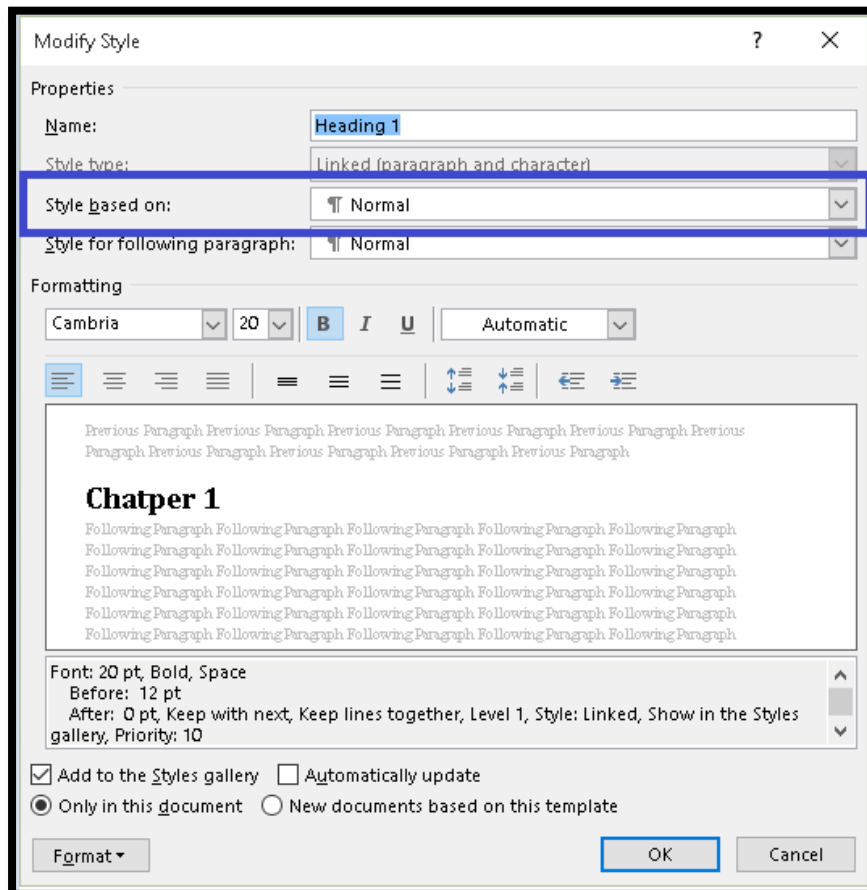 Modify Style ?
Properties
Name: Heading 1
Style type: Linked (paragraph and character)
Style based on: ¶ Normal
Style for following paragraph: ¶ Normal
Formatting
Cambria 20 B I U Automatic
Previous Paragraph Previous Paragraph Previous Paragraph Previous Paragraph Previous Paragraph Previous
Paragraph Previous Paragraph Previous Paragraph Previous Paragraph Previous Paragraph
Chatper 1
Following Paragraph Following Paragraph Following Paragraph Following Paragraph Following Paragraph
Following Paragraph Following Paragraph Following Paragraph Following Paragraph Following Paragraph
Following Paragraph Following Paragraph Following Paragraph Following Paragraph Following Paragraph
Following Paragraph Following Paragraph Following Paragraph Following Paragraph Following Paragraph
Following Paragraph Following Paragraph Following Paragraph Following Paragraph Following Paragraph
Following Paragraph Following Paragraph Following Paragraph Following Paragraph Following Paragraph
Font: 20 pt, Bold, Space
Before: 12 pt
After: 0 pt, Keep with next, Keep lines together, Level 1, Style: Linked, Show in the Styles
gallery, Priority: 10
Add to the Styles gallery Automatically update
Only in this document New documents based on this template
Format OK Cancel